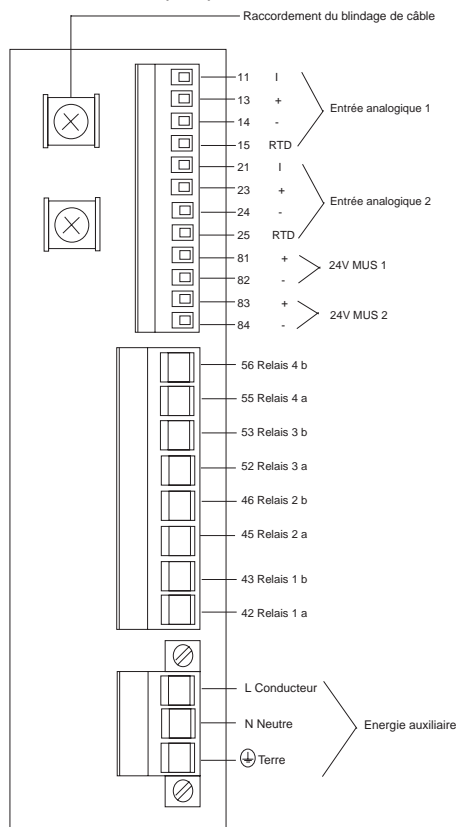 Raccordement du blindage de câble
11 I
13 +
14 -
15 RTD
Entrée analogique 1
21 I
23 +
24 -
25 RTD
Entrée analogique 2
81 +
82 -
24V MUS 1
83 +
84 -
24V MUS 2
56 Relais 4 b
55 Relais 4 a
53 Relais 3 b
52 Relais 3 a
46 Relais 2 b
45 Relais 2 a
43 Relais 1 b
42 Relais 1 a
L Conducteur
N Neutre
Terre
Energie auxiliaire